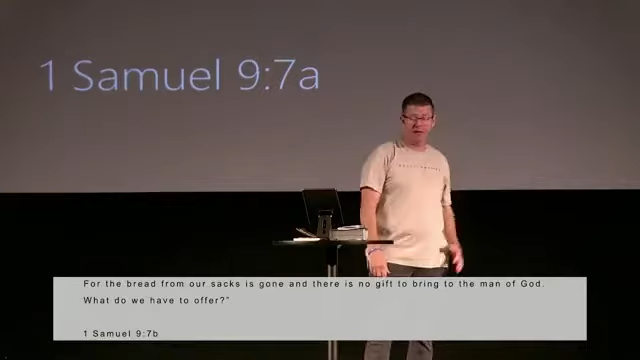 1 Samuel 9:7a
For the bread from our sacks is gone and there is no gift to bring to the man of God.
What do we have to offer?"
1 Samuel 9:7b